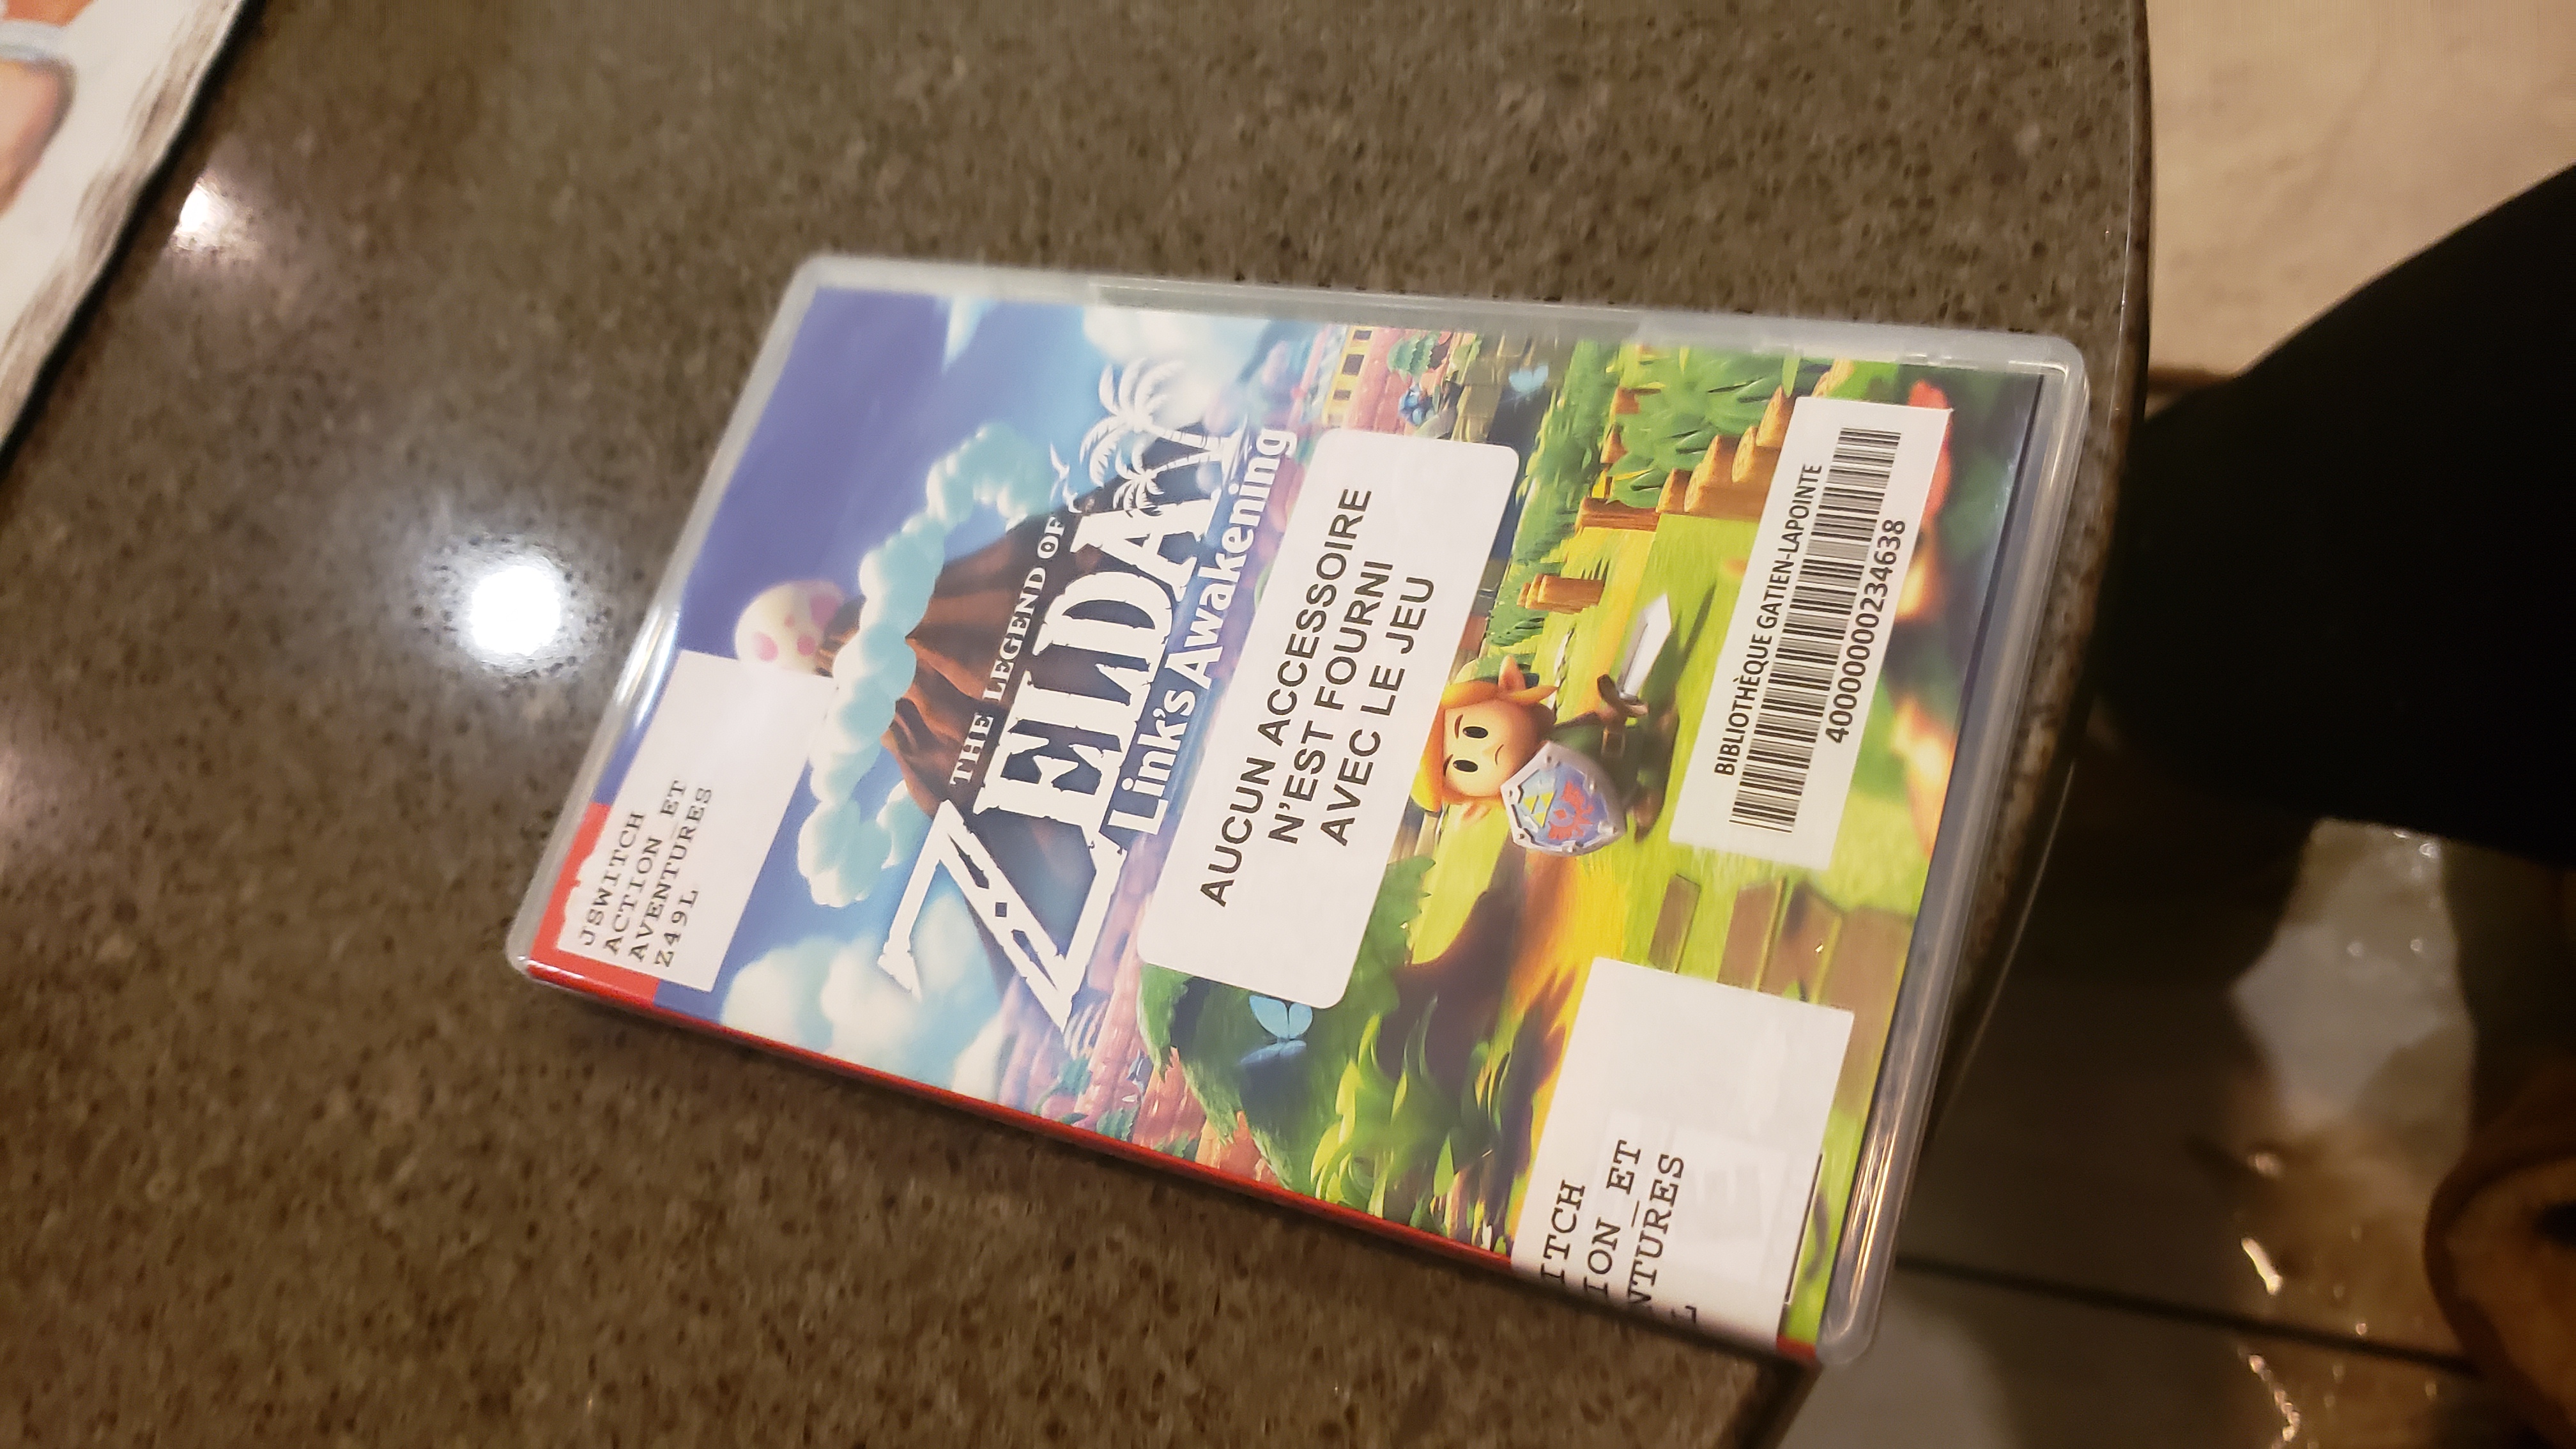 JSWITCH
ACTION_ET
AVENTURES
Z49L
THE LEGEND OF
ZELDA
Link's Awakening
AUCUN ACCESSOIRE
N'EST FOURNI
AVEC LE JEU
ITCH
ION_ET
NTURES
L
BIBLIOTHÈQUE GATIEN-LAPOINTE
40000000234638